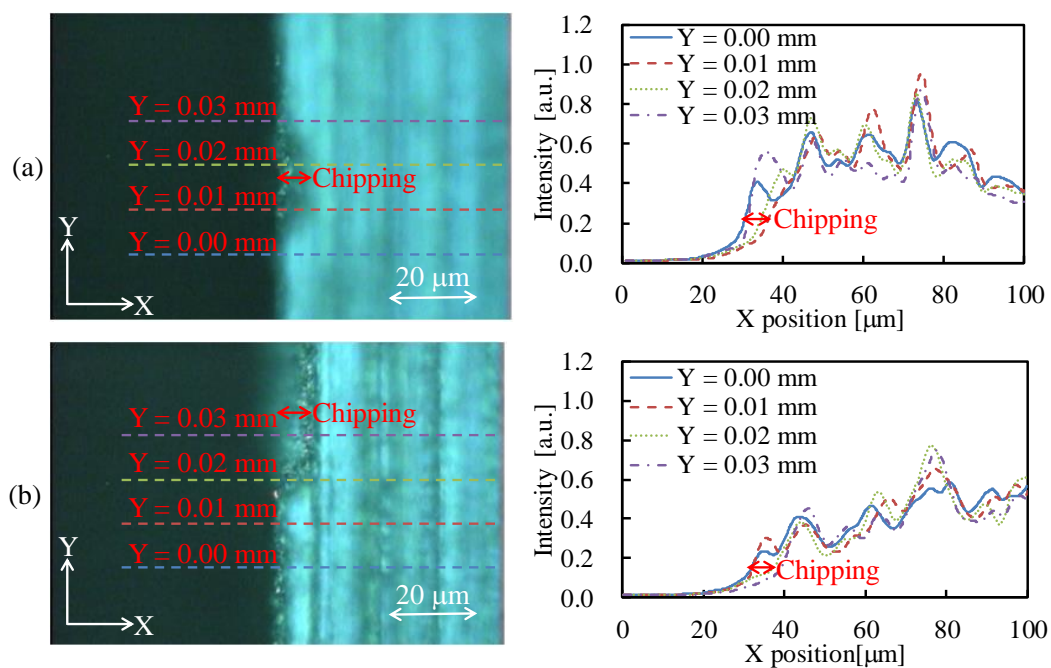 (a)
Y = 0.03 mm
Y = 0.02 mm
Chipping
Y = 0.01 mm
Y
Y = 0.00 mm
20 μm
X
1.2
1.0
0.8
0.6
0.4
0.2
0.0
Intensity [a.u.]
Y = 0.00 mm
Y = 0.01 mm
Y = 0.02 mm
Y = 0.03 mm
Chipping
0 20 40 60 80 100
X position [μm]
(b)
Y = 0.03 mm
Chipping
Y = 0.02 mm
Y = 0.01 mm
Y
Y = 0.00 mm
20 μm
X
1.2
1.0
0.8
0.6
0.4
0.2
0.0
Intensity [a.u.]
Y = 0.00 mm
Y = 0.01 mm
Y = 0.02 mm
Y = 0.03 mm
Chipping
0 20 40 60 80 100
X position[μm]